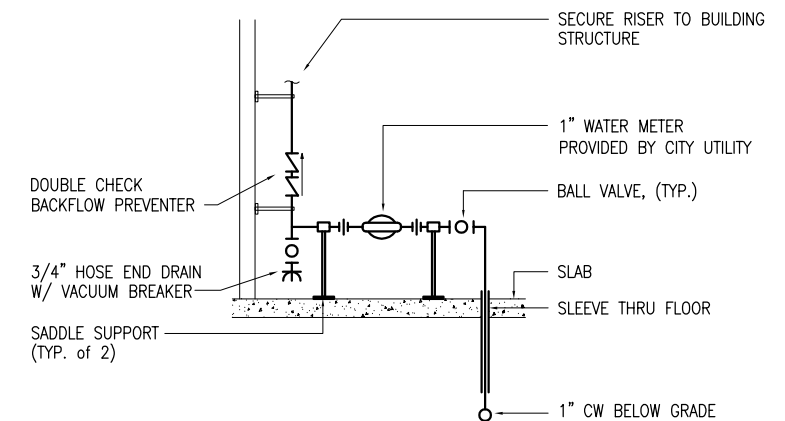 SECURE RISER TO BUILDING
STRUCTURE
1" WATER METER
PROVIDED BY CITY UTILITY
DOUBLE CHECK
BACKFLOW PREVENTER
BALL VALVE, (TYP.)
3/4" HOSE END DRAIN
W/ VACUUM BREAKER
SLAB
SLEEVE THRU FLOOR
SADDLE SUPPORT
(TYP. of 2)
1" CW BELOW GRADE